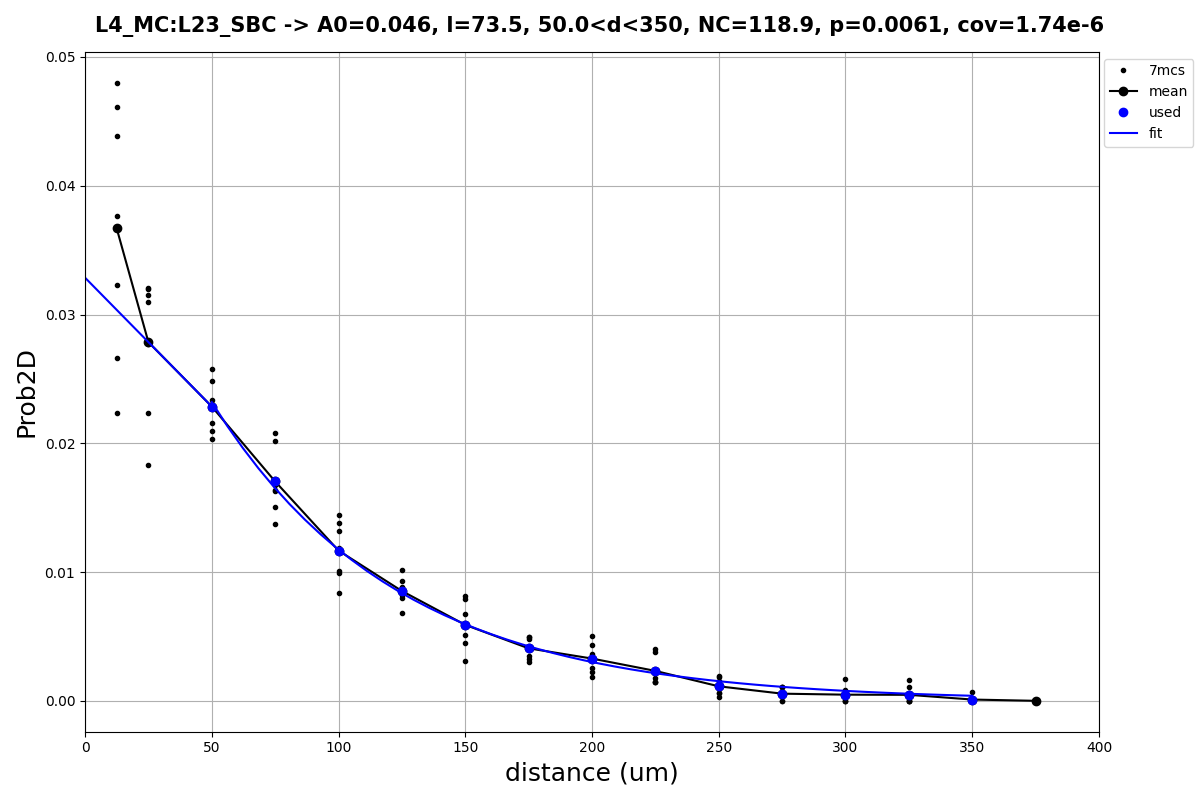 L4_MC:L23_SBC -> A0=0.046, l=73.5, 50.0<d<350, NC=118.9, p=0.0061, cov=1.74e-6
0.05
0.04
0.03
0.02
0.01
0.00
Prob2D
0
50
100
150
200
250
300
350
400
distance (um)
7mcs
mean
used
fit